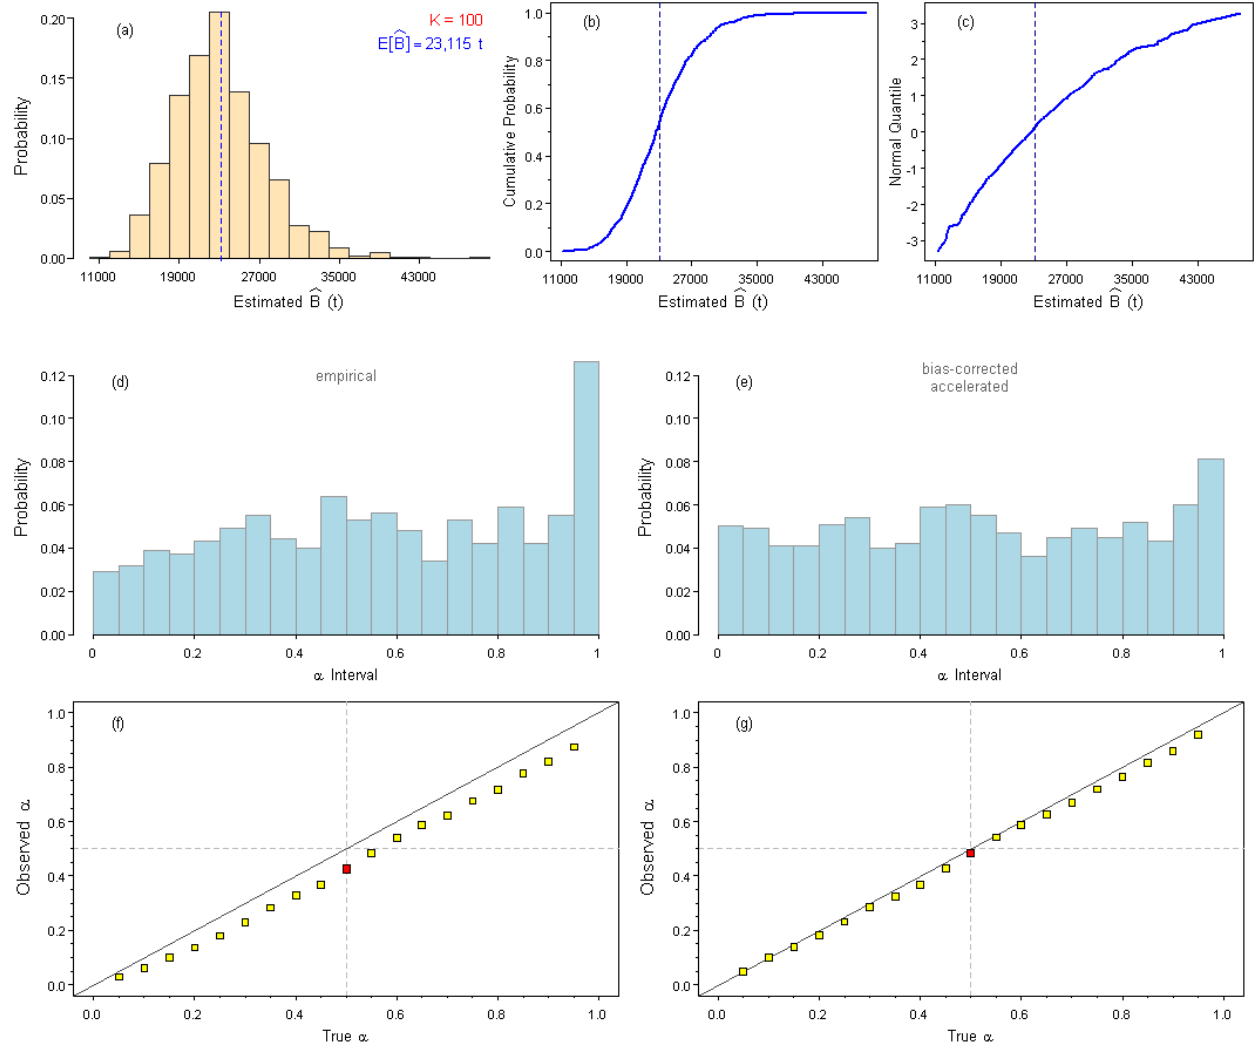 (a)
K = 100
E[B̂] = 23,115 t
Probability
0.20
0.15
0.10
0.05
0.00
11000 19000 27000 35000 43000
Estimated B̂ (t)
(b)
Cumulative Probability
1.0
0.8
0.6
0.4
0.2
0.0
11000 19000 27000 35000 43000
Estimated B̂ (t)
(c)
Normal Quantile
3
2
1
0
-1
-2
-3
11000 19000 27000 35000 43000
Estimated B̂ (t)
(d)
empirical
Probability
0.12
0.10
0.08
0.06
0.04
0.02
0.00
0 0.2 0.4 0.6 0.8 1
α Interval
(e)
bias-corrected
accelerated
Probability
0.12
0.10
0.08
0.06
0.04
0.02
0.00
0 0.2 0.4 0.6 0.8 1
α Interval
(f)
Observed α
1.0
0.8
0.6
0.4
0.2
0.0
0.0 0.2 0.4 0.6 0.8 1.0
True α
(g)
Observed α
1.0
0.8
0.6
0.4
0.2
0.0
0.0 0.2 0.4 0.6 0.8 1.0
True α